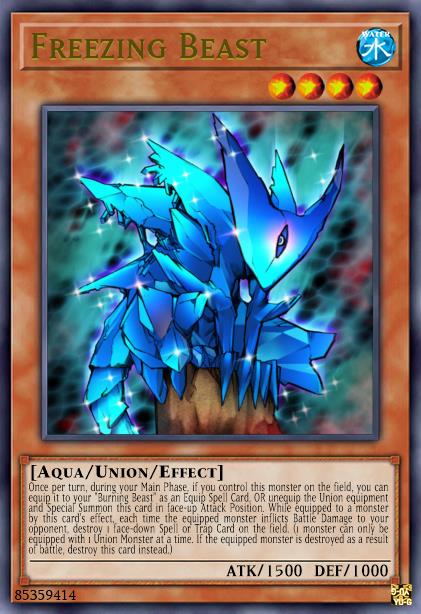 Freezing Beast
WATER
水
[Aqua/Union/Effect]
Once per turn, during your Main Phase, if you control this monster on the field, you can
equip it to your "Burning Beast" as an Equip Spell Card, OR unequip the Union equipment
and Special Summon this card in face-up Attack Position. While equipped to a monster
by this card's effect, each time the equipped monster inflicts Battle Damage to your
opponent, destroy 1 face-down Spell or Trap Card on the field. (1 monster can only be
equipped with 1 Union Monster at a time. If the equipped monster is destroyed as a result
of battle, destroy this card instead.)
ATK/1500 DEF/1000
85359414